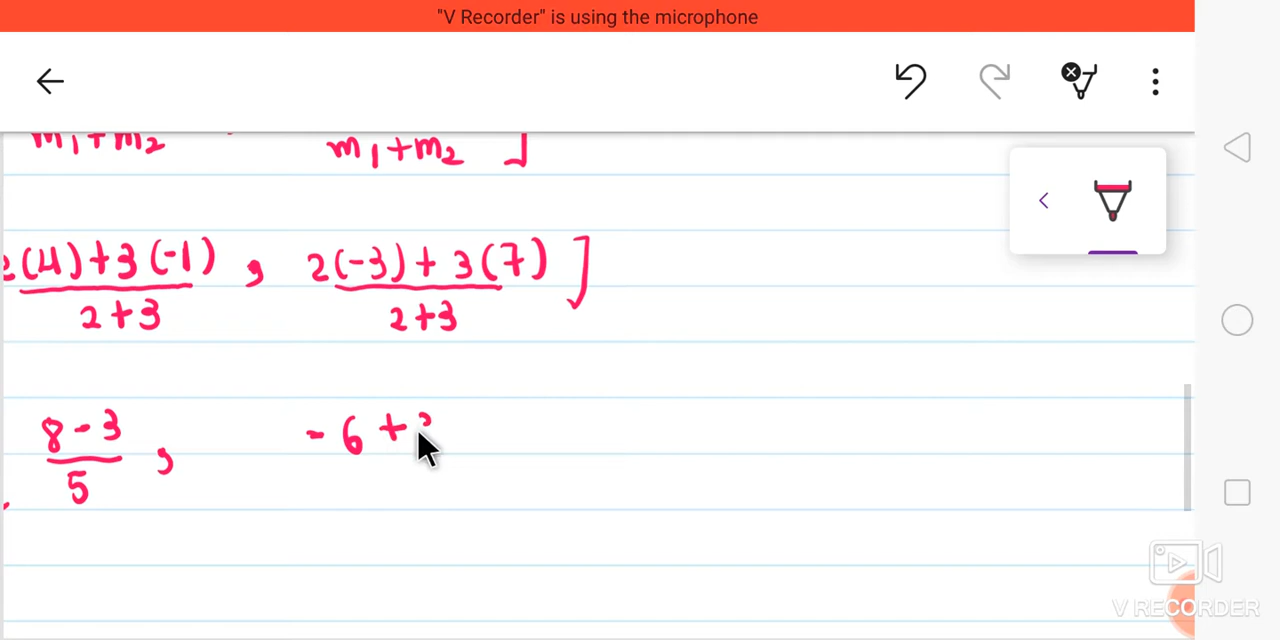 "V Recorder" is using the microphone
m₁+m₂ m₁+m₂ ]
2(4)+3(-1) , 2(-3)+3(7) ]
2+3 2+3
8-3 , -6+
5
V RECORDER